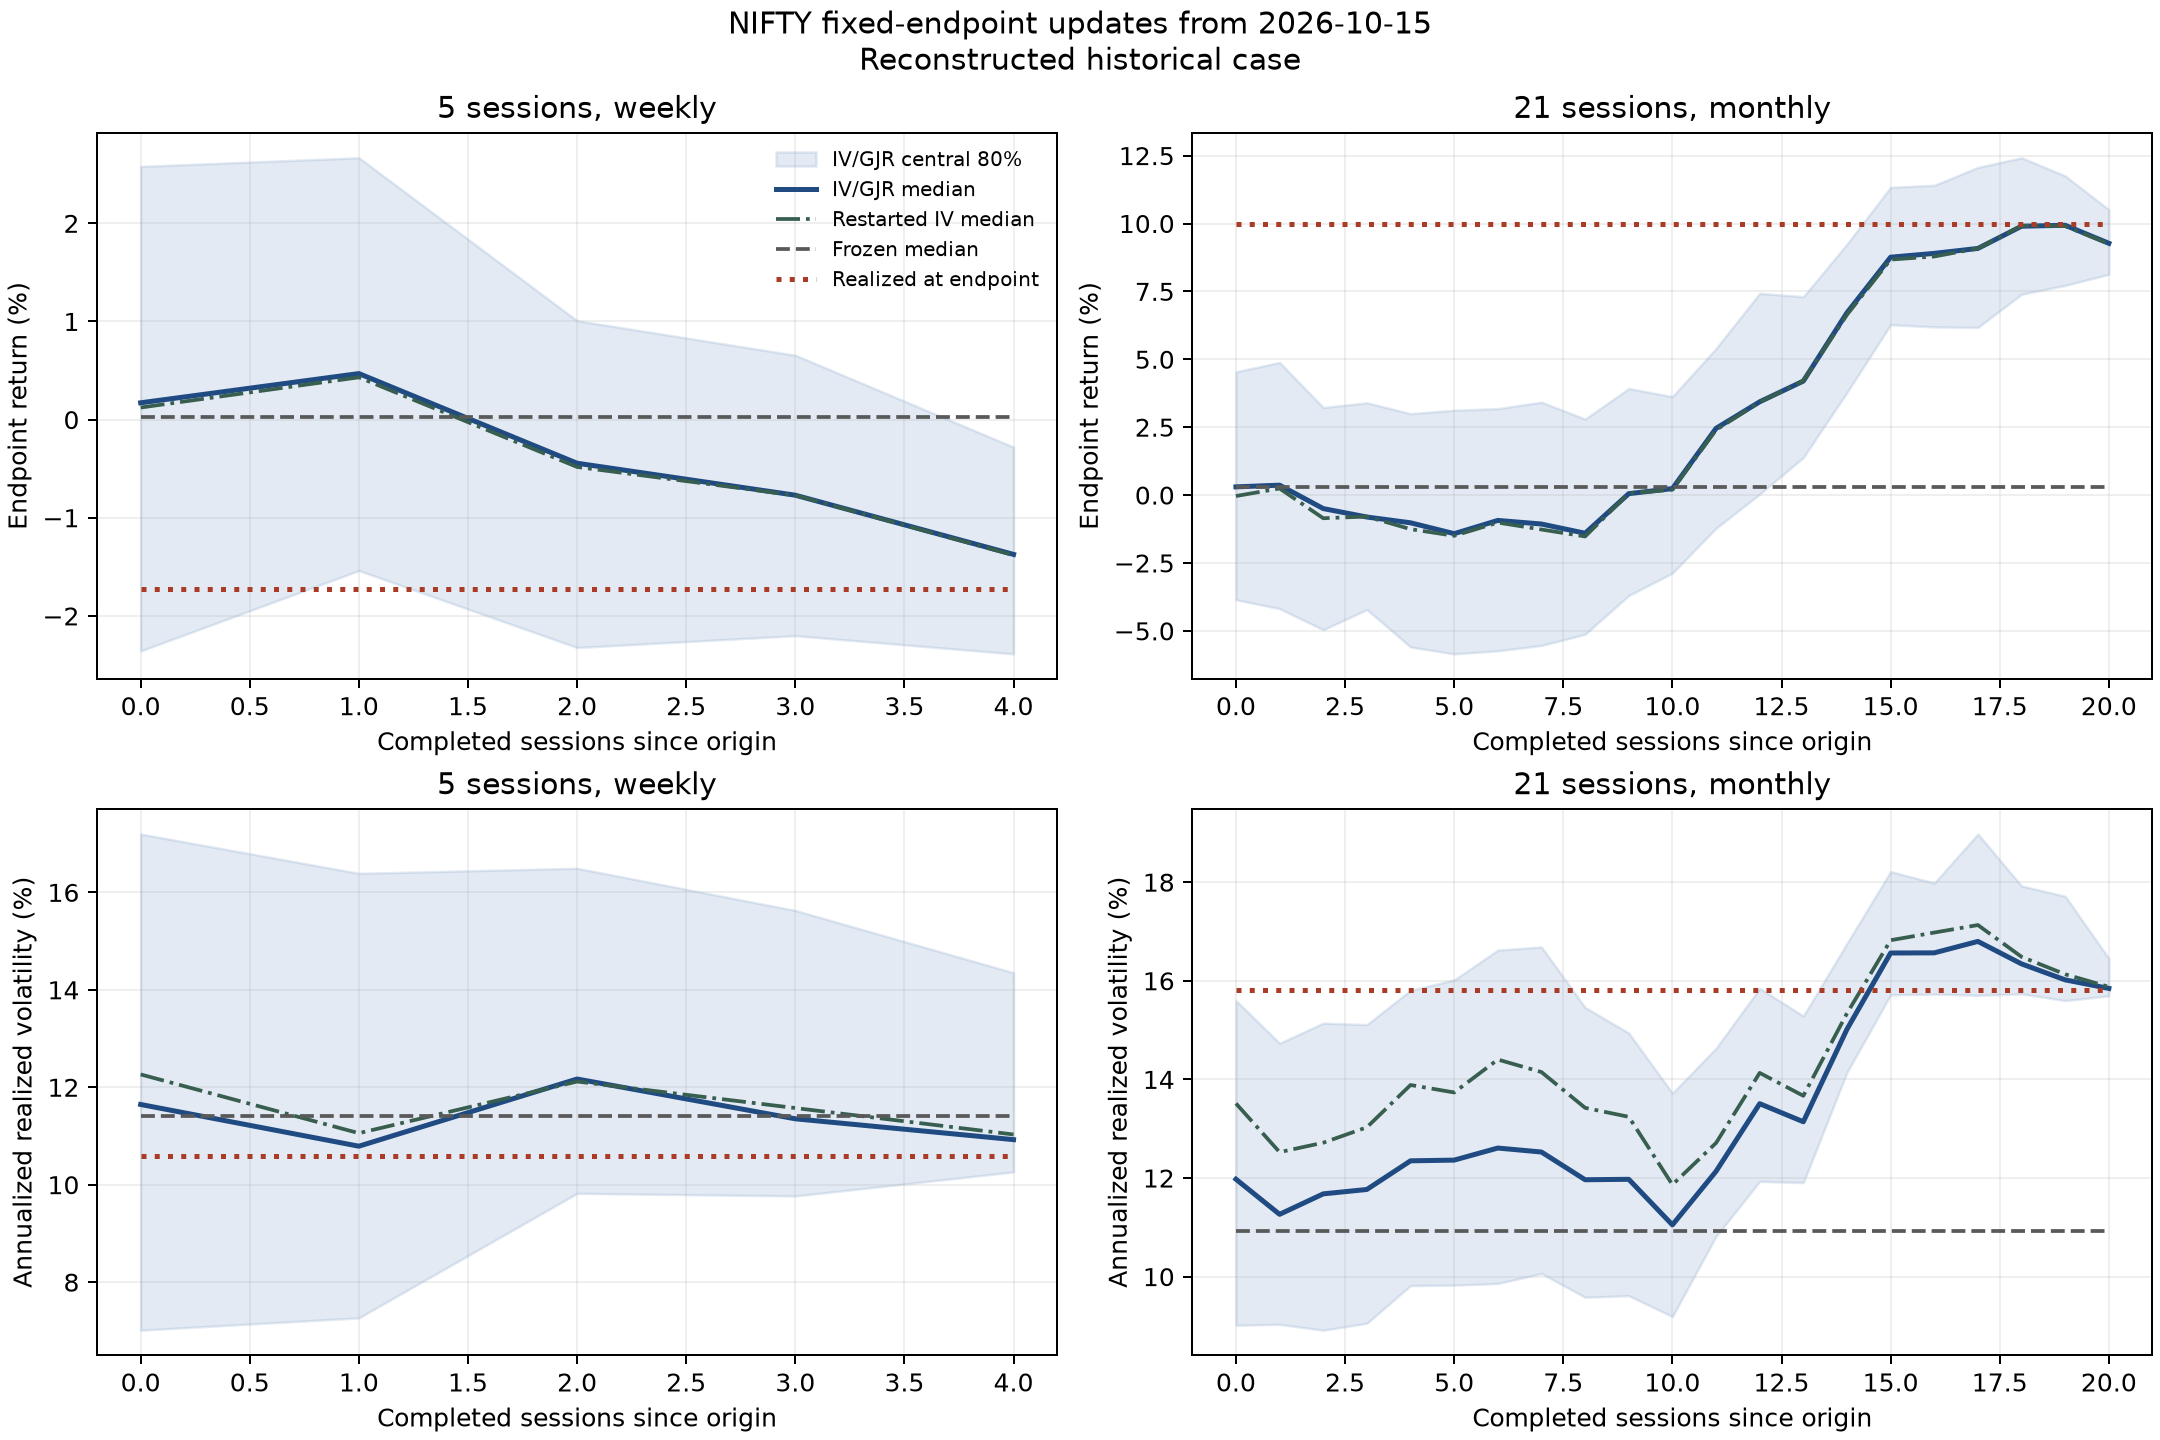 NIFTY fixed-endpoint updates from 2026-10-15
Reconstructed historical case
5 sessions, weekly
Endpoint return (%)
2
1
0
−1
−2
IV/GJR central 80%
IV/GJR median
Restarted IV median
Frozen median
Realized at endpoint
0.0 0.5 1.0 1.5 2.0 2.5 3.0 3.5 4.0
Completed sessions since origin
21 sessions, monthly
Endpoint return (%)
12.5
10.0
7.5
5.0
2.5
0.0
−2.5
−5.0
0.0 2.5 5.0 7.5 10.0 12.5 15.0 17.5 20.0
Completed sessions since origin
5 sessions, weekly
Annualized realized volatility (%)
16
14
12
10
8
0.0 0.5 1.0 1.5 2.0 2.5 3.0 3.5 4.0
Completed sessions since origin
21 sessions, monthly
Annualized realized volatility (%)
18
16
14
12
10
0.0 2.5 5.0 7.5 10.0 12.5 15.0 17.5 20.0
Completed sessions since origin